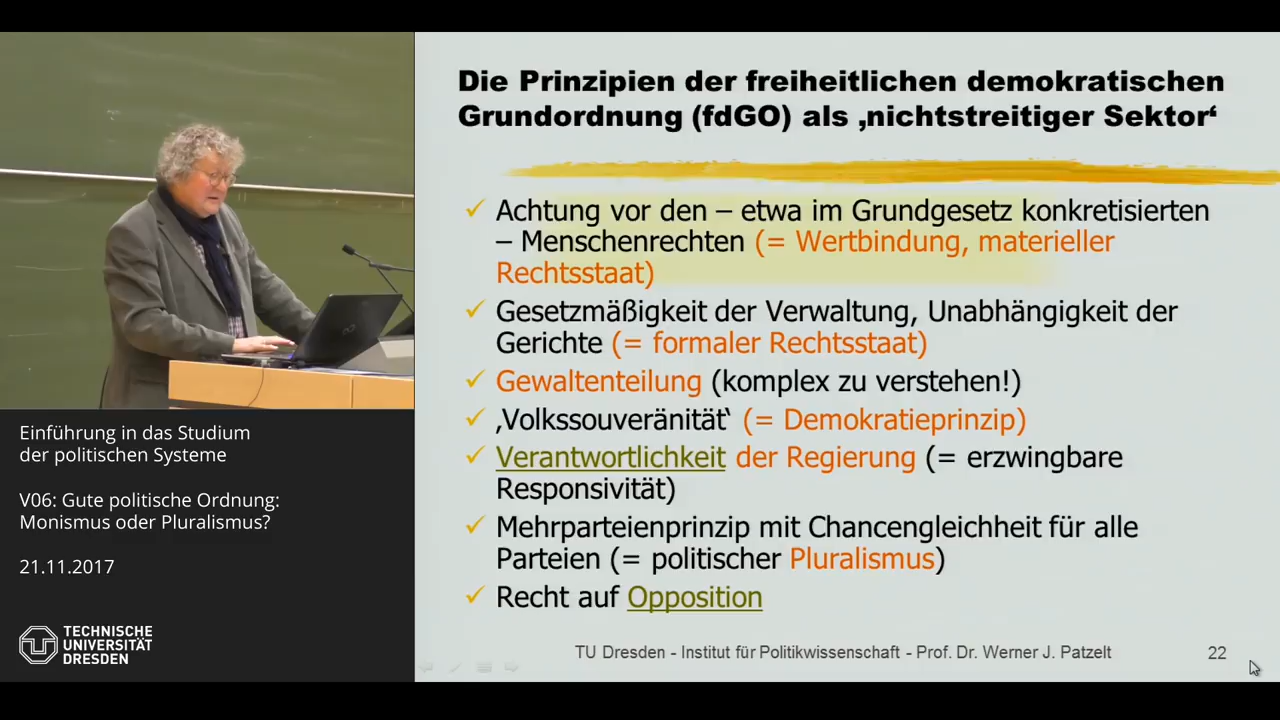 Die Prinzipien der freiheitlichen demokratischen
Grundordnung (fdGO) als ‚nichtstreitiger Sektor‘
Achtung vor den – etwa im Grundgesetz konkretisierten
– Menschenrechten (= Wertbindung, materieller
Rechtsstaat)
Gesetzmäßigkeit der Verwaltung, Unabhängigkeit der
Gerichte (= formaler Rechtsstaat)
Gewaltenteilung (komplex zu verstehen!)
‚Volkssouveränität‘ (= Demokratieprinzip)
Verantwortlichkeit der Regierung (= erzwingbare
Responsivität)
Mehrparteienprinzip mit Chancengleichheit für alle
Parteien (= politischer Pluralismus)
Recht auf Opposition
TU Dresden - Institut für Politikwissenschaft - Prof. Dr. Werner J. Patzelt
22
Einführung in das Studium
der politischen Systeme
V06: Gute politische Ordnung:
Monismus oder Pluralismus?
21.11.2017
TECHNISCHE
UNIVERSITÄT
DRESDEN